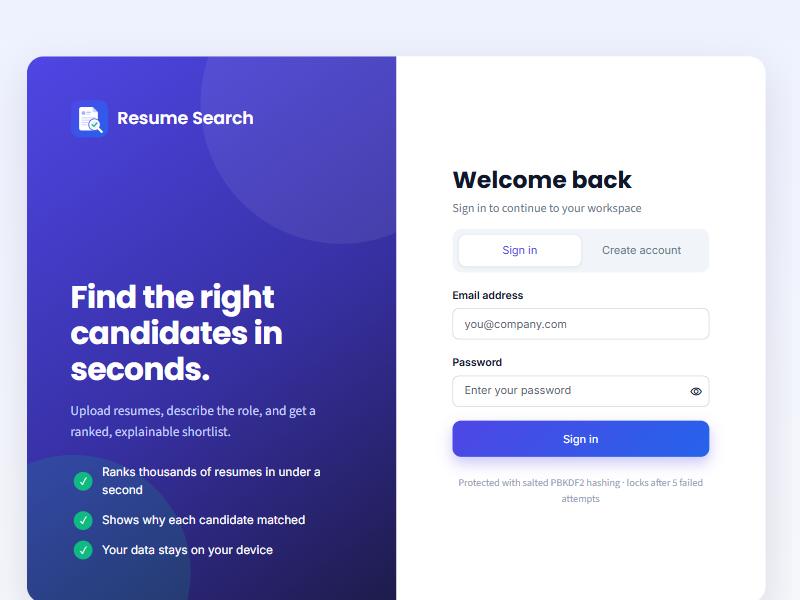 Resume Search
Find the right
candidates in
seconds.
Upload resumes, describe the role, and get a
ranked, explainable shortlist.
Ranks thousands of resumes in under a
second
Shows why each candidate matched
Your data stays on your device
Welcome back
Sign in to continue to your workspace
Sign in
Create account
Email address
you@company.com
Password
Enter your password
Sign in
Protected with salted PBKDF2 hashing · locks after 5 failed
attempts